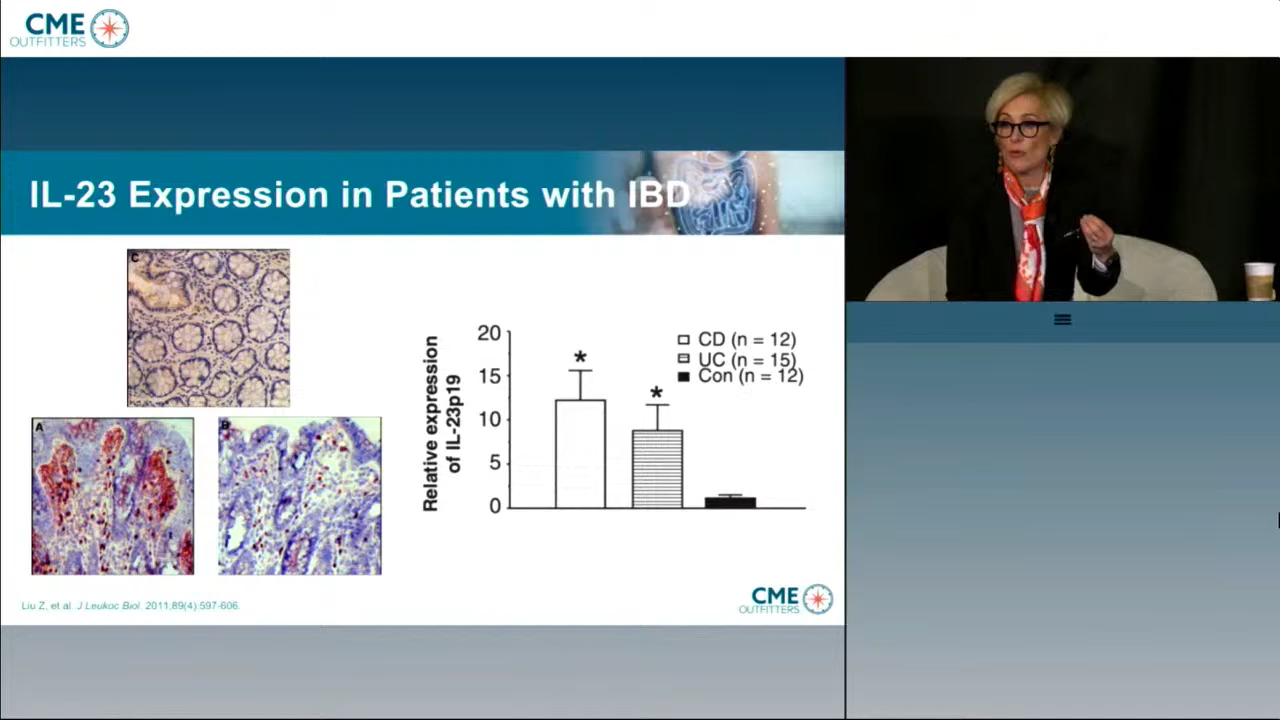 CME
OUTFITTERS
IL-23 Expression in Patients with IBD
C
A
B
Relative expression
of IL-23p19
20
15
10
5
0
*
*
CD (n = 12)
UC (n = 15)
Con (n = 12)
Liu Z, et al. J Leukoc Biol. 2011;89(4):597-606.
CME
OUTFITTERS